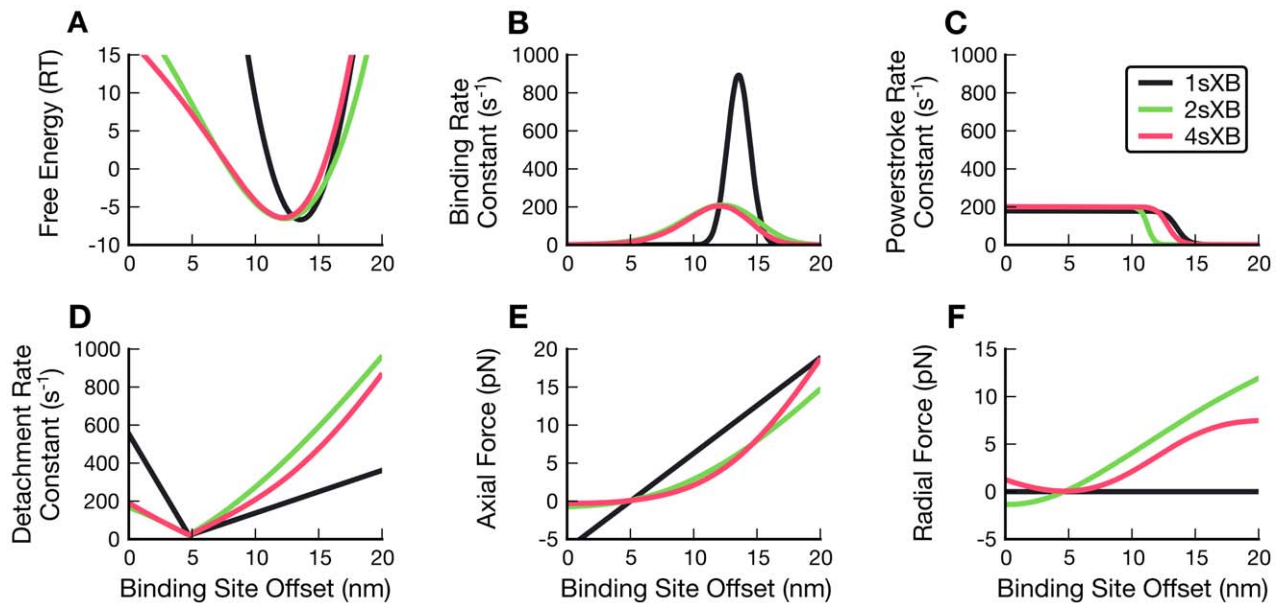 A
Free Energy (RT)
15
10
5
0
-5
-10
0 5 10 15 20
B
Binding Rate
Constant (s⁻¹)
1000
800
600
400
200
0
0 5 10 15 20
C
Powerstroke Rate
Constant (s⁻¹)
1000
800
600
400
200
0
0 5 10 15 20
1sXB
2sXB
4sXB
D
Detachment Rate
Constant (s⁻¹)
1000
800
600
400
200
0
0 5 10 15 20
Binding Site Offset (nm)
E
Axial Force (pN)
20
15
10
5
0
-5
0 5 10 15 20
Binding Site Offset (nm)
F
Radial Force (pN)
15
10
5
0
-5
0 5 10 15 20
Binding Site Offset (nm)